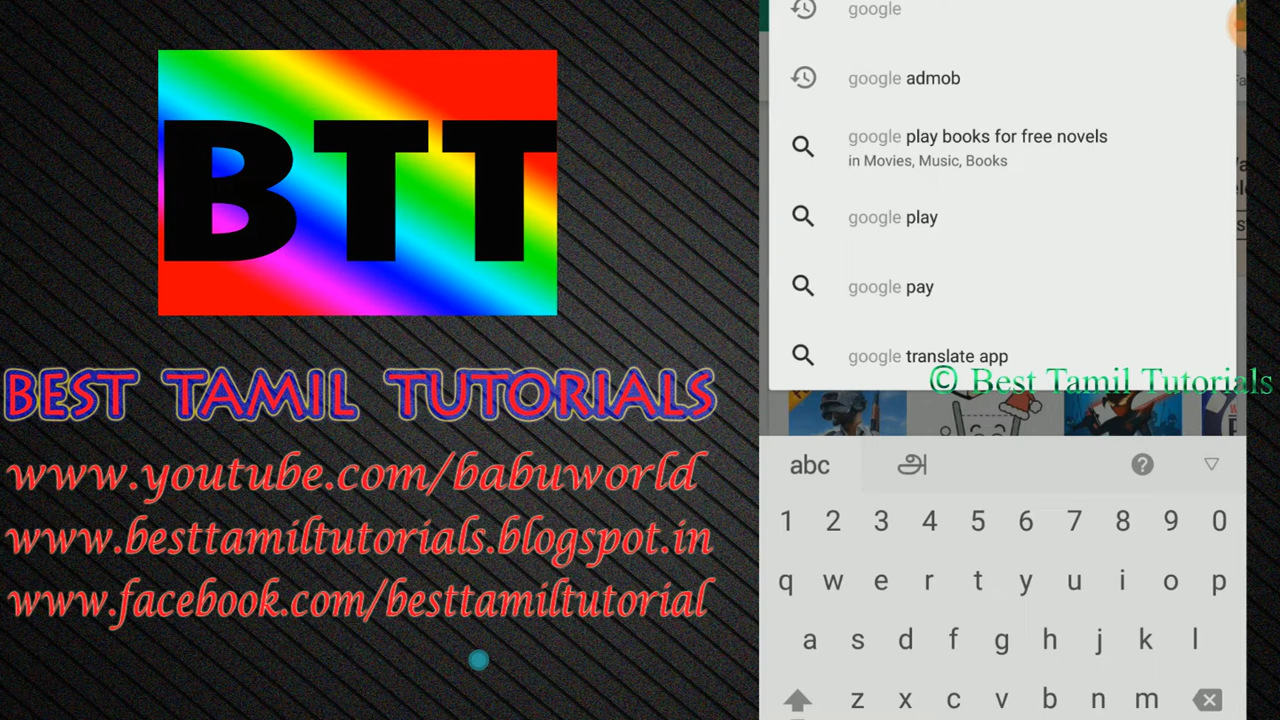 BTT
BEST TAMIL TUTORIALS
www.youtube.com/babuworld
www.besttamiltutorials.blogspot.in
www.facebook.com/besttamiltutorial
google
google admob
google play books for free novels
in Movies, Music, Books
google play
google pay
google translate app
© Best Tamil Tutorials
abc அ
1 2 3 4 5 6 7 8 9 0
q w e r t y u i o p
a s d f g h j k l
z x c v b n m